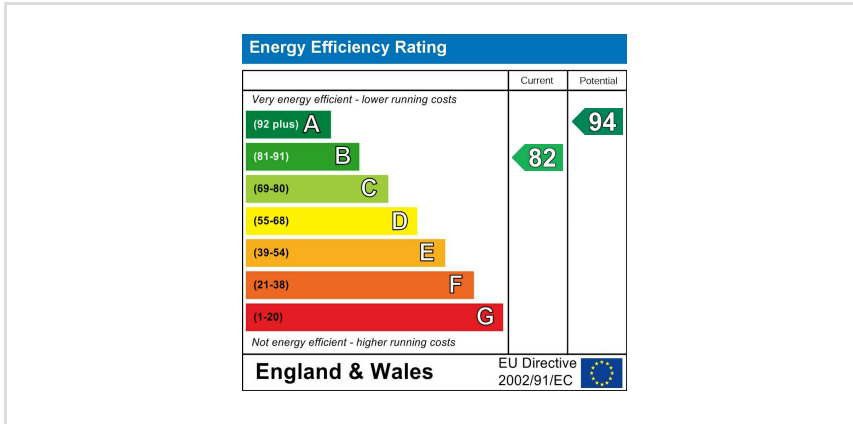 Energy Efficiency Rating
Current Potential
Very energy efficient - lower running costs
(92 plus) A
94
(81-91) B
82
(69-80) C
(55-68) D
(39-54) E
(21-38) F
(1-20) G
Not energy efficient - higher running costs
England & Wales
EU Directive
2002/91/EC